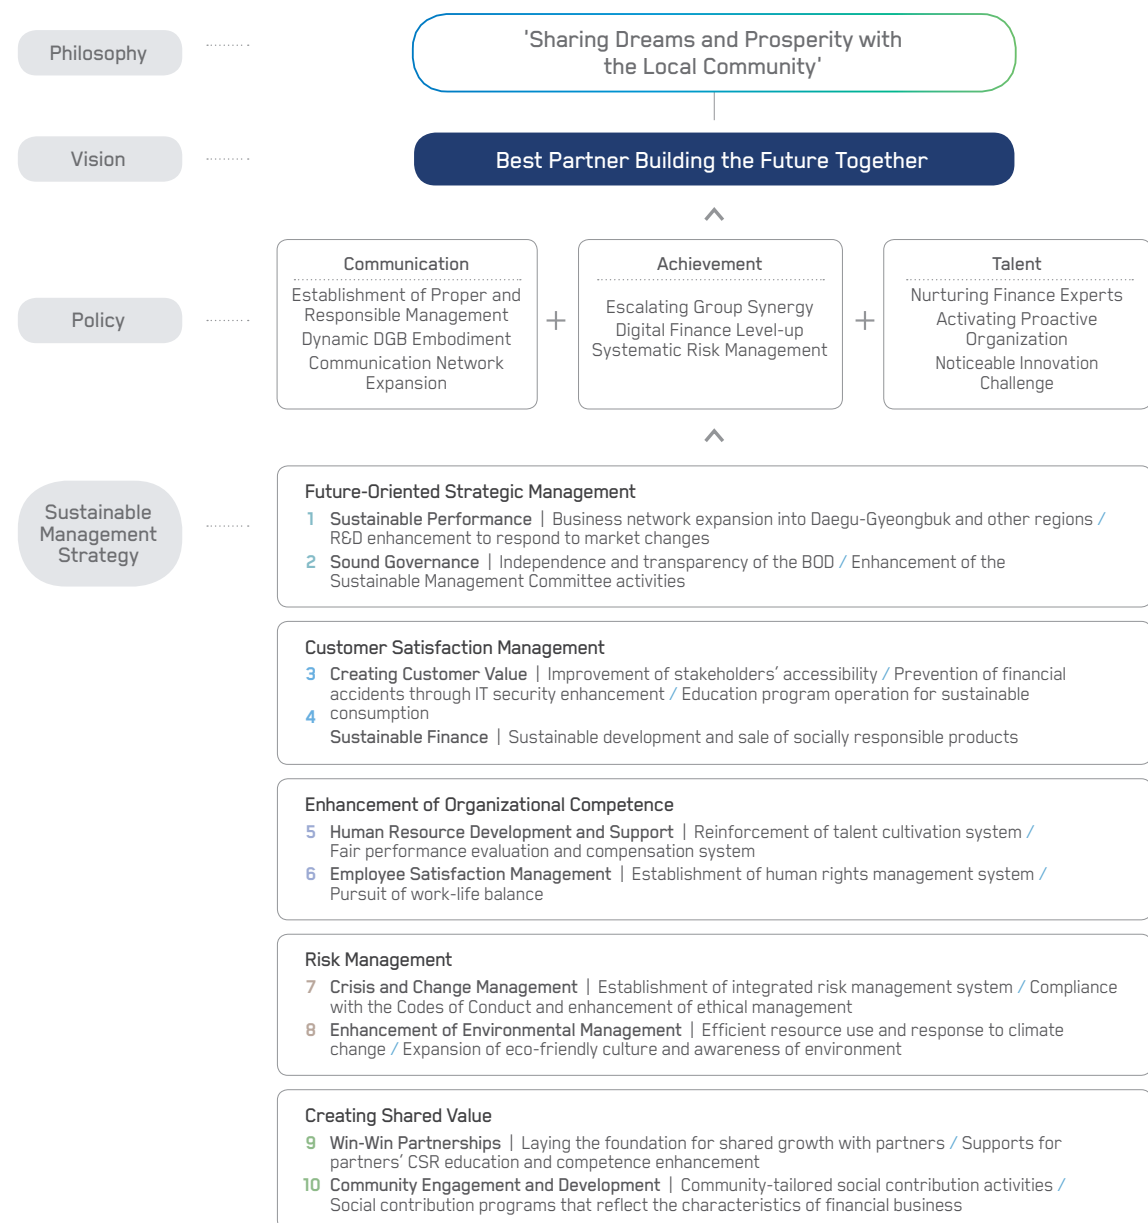 Philosophy
'Sharing Dreams and Prosperity with
the Local Community'
Vision
Best Partner Building the Future Together
Policy
Communication
Establishment of Proper and
Responsible Management
Dynamic DGB Embodiment
Communication Network
Expansion
+
Achievement
Escalating Group Synergy
Digital Finance Level-up
Systematic Risk Management
+
Talent
Nurturing Finance Experts
Activating Proactive
Organization
Noticeable Innovation
Challenge
Sustainable
Management
Strategy
Future-Oriented Strategic Management
1 Sustainable Performance | Business network expansion into Daegu-Gyeongbuk and other regions /
R&D enhancement to respond to market changes
2 Sound Governance | Independence and transparency of the BOD / Enhancement of the
Sustainable Management Committee activities
Customer Satisfaction Management
3 Creating Customer Value | Improvement of stakeholders' accessibility / Prevention of financial
accidents through IT security enhancement / Education program operation for sustainable
4 consumption
Sustainable Finance | Sustainable development and sale of socially responsible products
Enhancement of Organizational Competence
5 Human Resource Development and Support | Reinforcement of talent cultivation system /
Fair performance evaluation and compensation system
6 Employee Satisfaction Management | Establishment of human rights management system /
Pursuit of work-life balance
Risk Management
7 Crisis and Change Management | Establishment of integrated risk management system / Compliance
with the Codes of Conduct and enhancement of ethical management
8 Enhancement of Environmental Management | Efficient resource use and response to climate
change / Expansion of eco-friendly culture and awareness of environment
Creating Shared Value
9 Win-Win Partnerships | Laying the foundation for shared growth with partners / Supports for
partners' CSR education and competence enhancement
10 Community Engagement and Development | Community-tailored social contribution activities /
Social contribution programs that reflect the characteristics of financial business